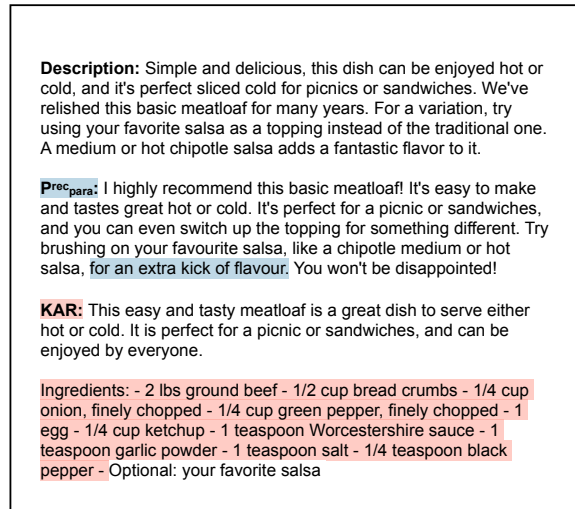 Description: Simple and delicious, this dish can be enjoyed hot or
cold, and it's perfect sliced cold for picnics or sandwiches. We've
relished this basic meatloaf for many years. For a variation, try
using your favorite salsa as a topping instead of the traditional one.
A medium or hot chipotle salsa adds a fantastic flavor to it.
Precpara: I highly recommend this basic meatloaf! It's easy to make
and tastes great hot or cold. It's perfect for a picnic or sandwiches,
and you can even switch up the topping for something different. Try
brushing on your favourite salsa, like a chipotle medium or hot
salsa, for an extra kick of flavour. You won't be disappointed!
KAR: This easy and tasty meatloaf is a great dish to serve either
hot or cold. It is perfect for a picnic or sandwiches, and can be
enjoyed by everyone.
Ingredients: - 2 lbs ground beef - 1/2 cup bread crumbs - 1/4 cup
onion, finely chopped - 1/4 cup green pepper, finely chopped - 1
egg - 1/4 cup ketchup - 1 teaspoon Worcestershire sauce - 1
teaspoon garlic powder - 1 teaspoon salt - 1/4 teaspoon black
pepper - Optional: your favorite salsa